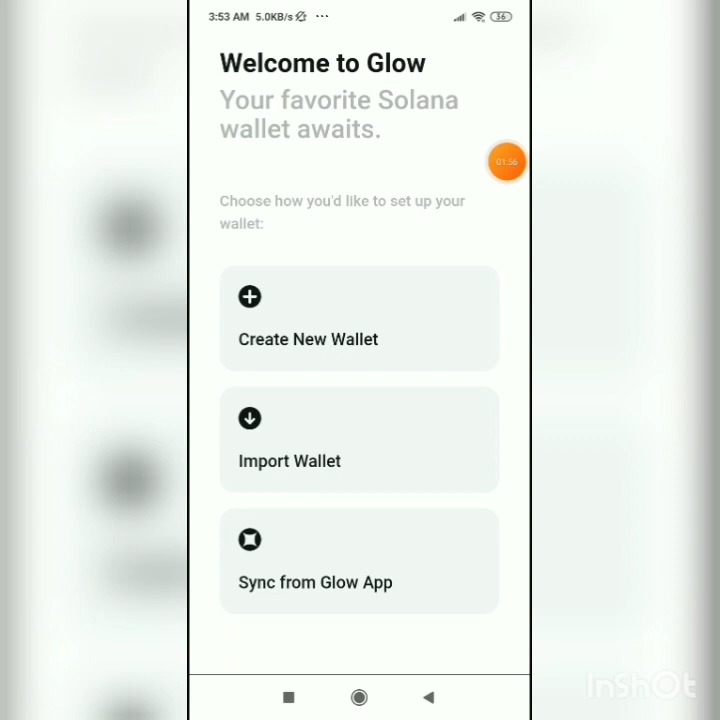 3:53 AM 5.0KB/s ... 36
Welcome to Glow
Your favorite Solana
wallet awaits.
01:56
Choose how you'd like to set up your
wallet:
Create New Wallet
Import Wallet
Sync from Glow App
InShOt